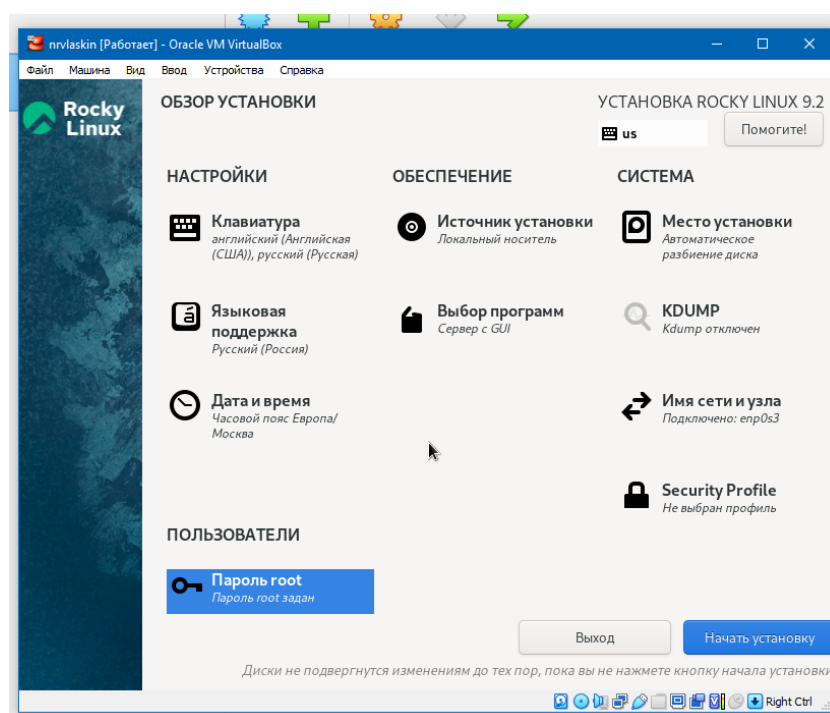 nrvlaskin [Работает] - Oracle VM VirtualBox
Файл Машина Вид Ввод Устройства Справка
Rocky
Linux
ОБЗОР УСТАНОВКИ
УСТАНОВКА ROCKY LINUX 9.2
us
Помогите!
НАСТРОЙКИ
Клавиатура
английский (Английская
(США)), русский (Русская)
Языковая
поддержка
Русский (Россия)
Дата и время
Часовой пояс Европа/
Москва
ОБЕСПЕЧЕНИЕ
Источник установки
Локальный носитель
Выбор программ
Сервер с GUI
СИСТЕМА
Место установки
Автоматическое
разбиение диска
KDUMP
Kdump отключен
Имя сети и узла
Подключено: enp0s3
Security Profile
Не выбран профиль
ПОЛЬЗОВАТЕЛИ
Пароль root
Пароль root задан
Выход
Начать установку
Диски не подвергнутся изменениям до тех пор, пока вы не нажмете кнопку начала установки
Right Ctrl